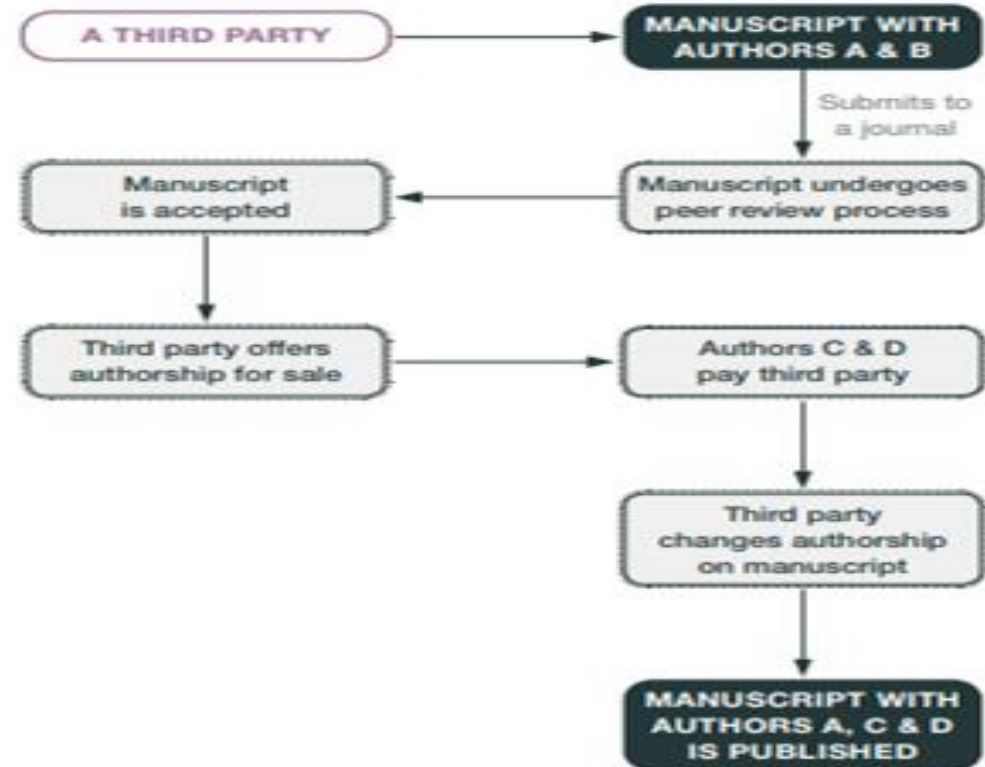 A THIRD PARTY
MANUSCRIPT WITH
AUTHORS A & B
Submits to
a journal
Manuscript undergoes
peer review process
Manuscript
is accepted
Third party offers
authorship for sale
Authors C & D
pay third party
Third party
changes authorship
on manuscript
MANUSCRIPT WITH
AUTHORS A, C & D
IS PUBLISHED